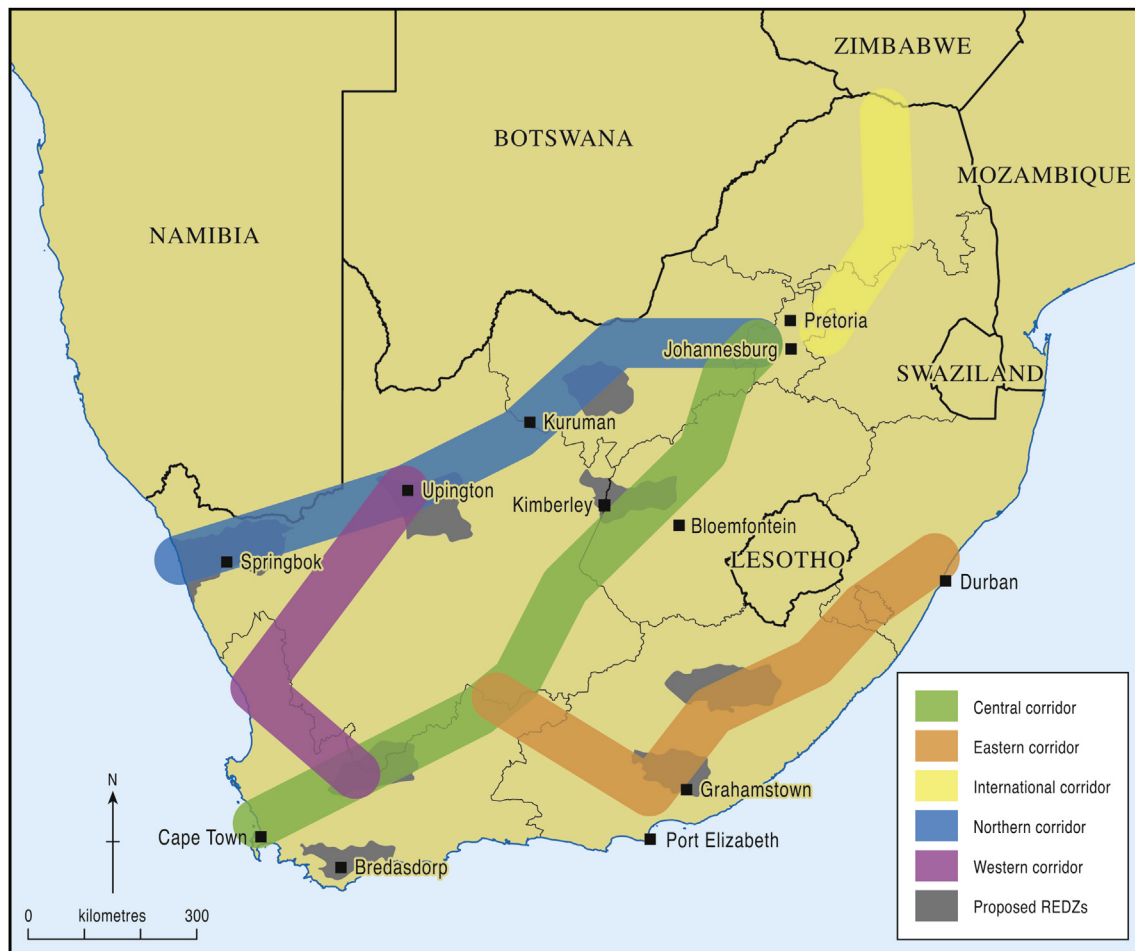 ZIMBABWE
BOTSWANA
MOZAMBIQUE
NAMIBIA
Pretoria
Johannesburg
SWAZILAND
Kuruman
Upington
Kimberley
Bloemfontein
Springbok
LESOTHO
Durban
Grahamstown
Cape Town
Port Elizabeth
Bredasdorp
N
0 kilometres 300
Central corridor
Eastern corridor
International corridor
Northern corridor
Western corridor
Proposed REDZs